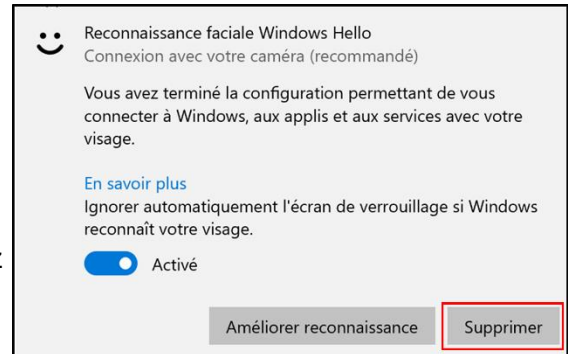 Reconnaissance faciale Windows Hello
Connexion avec votre caméra (recommandé)
Vous avez terminé la configuration permettant de vous
connecter à Windows, aux applis et aux services avec votre
visage.
En savoir plus
Ignorer automatiquement l'écran de verrouillage si Windows
reconnaît votre visage.
Activé
Améliorer reconnaissance
Supprimer